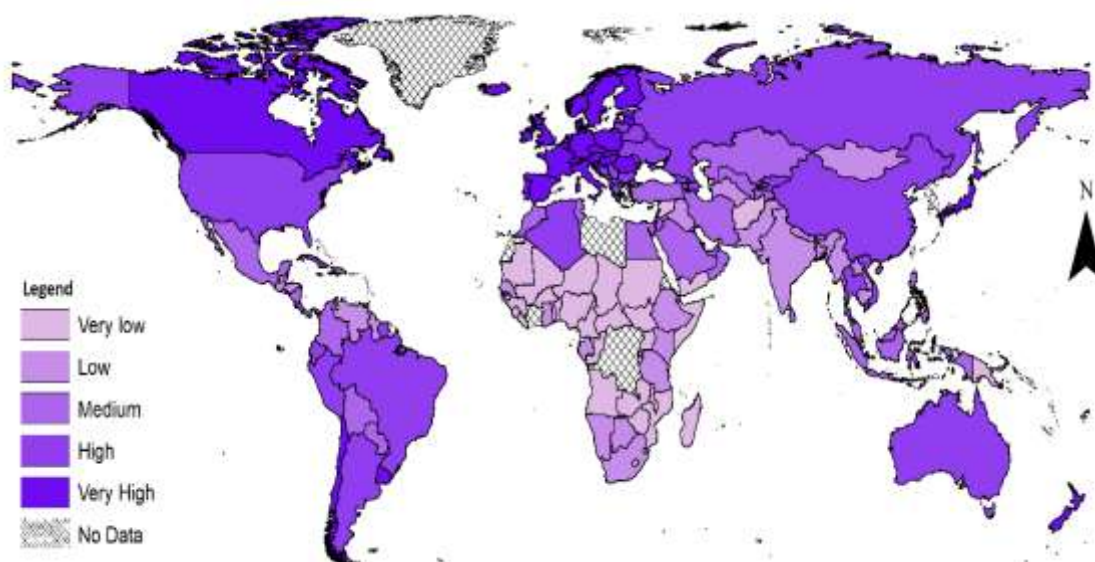 N
Legend
Very low
Low
Medium
High
Very High
No Data